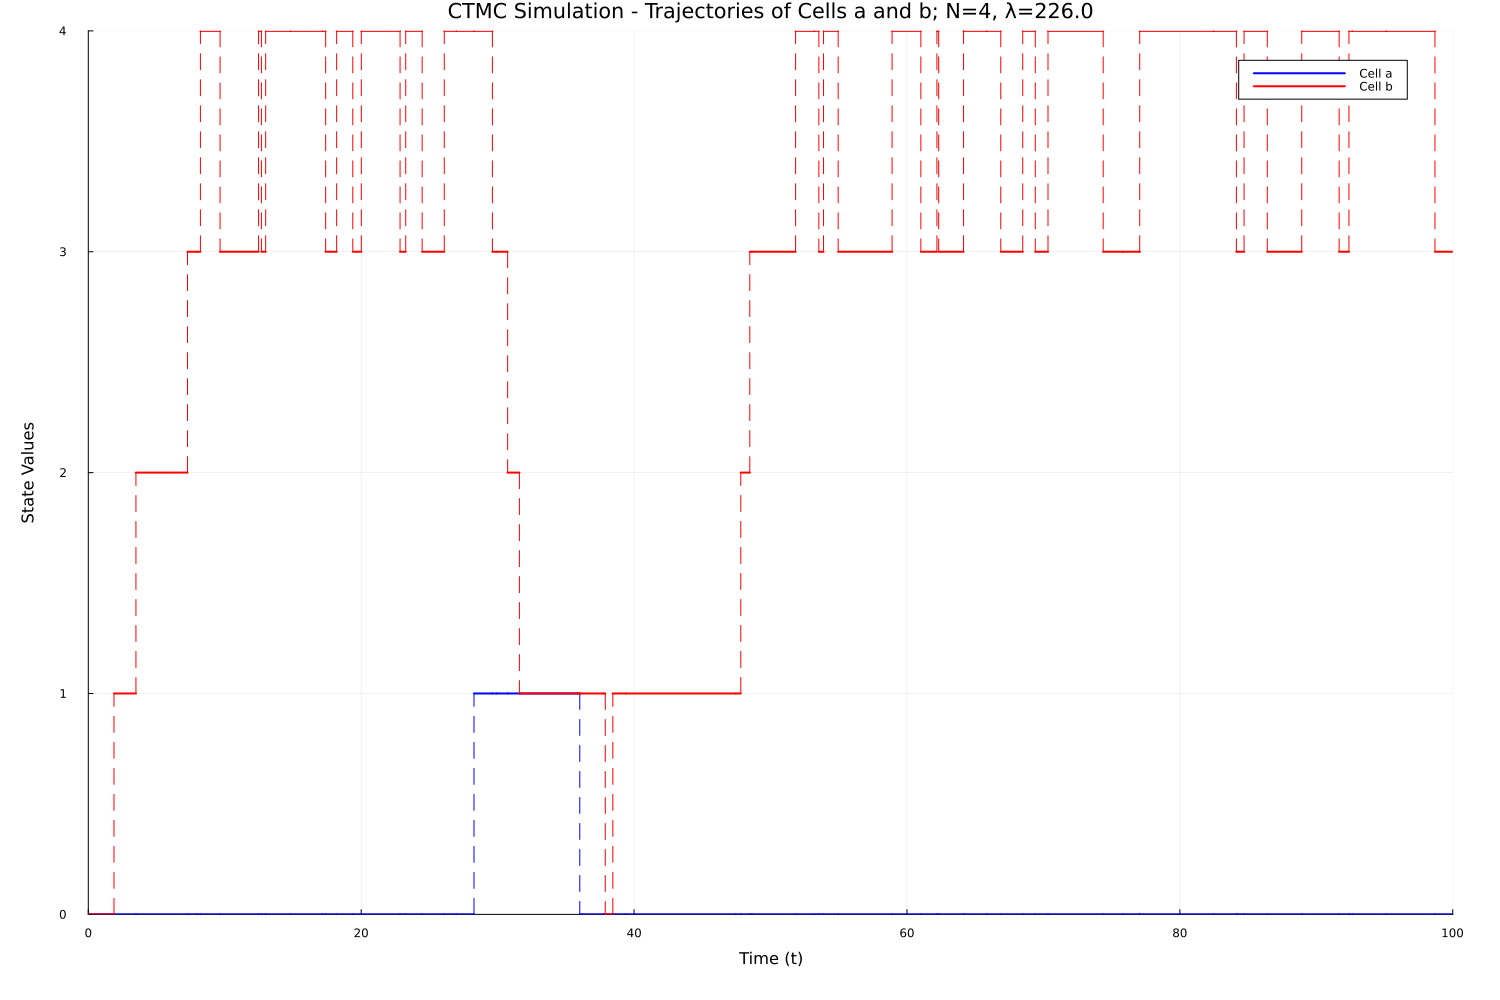 CTMC Simulation - Trajectories of Cells a and b; N=4, λ=226.0
4
Cell a
Cell b
3
State Values
2
1
0
0 20 40 60 80 100
Time (t)